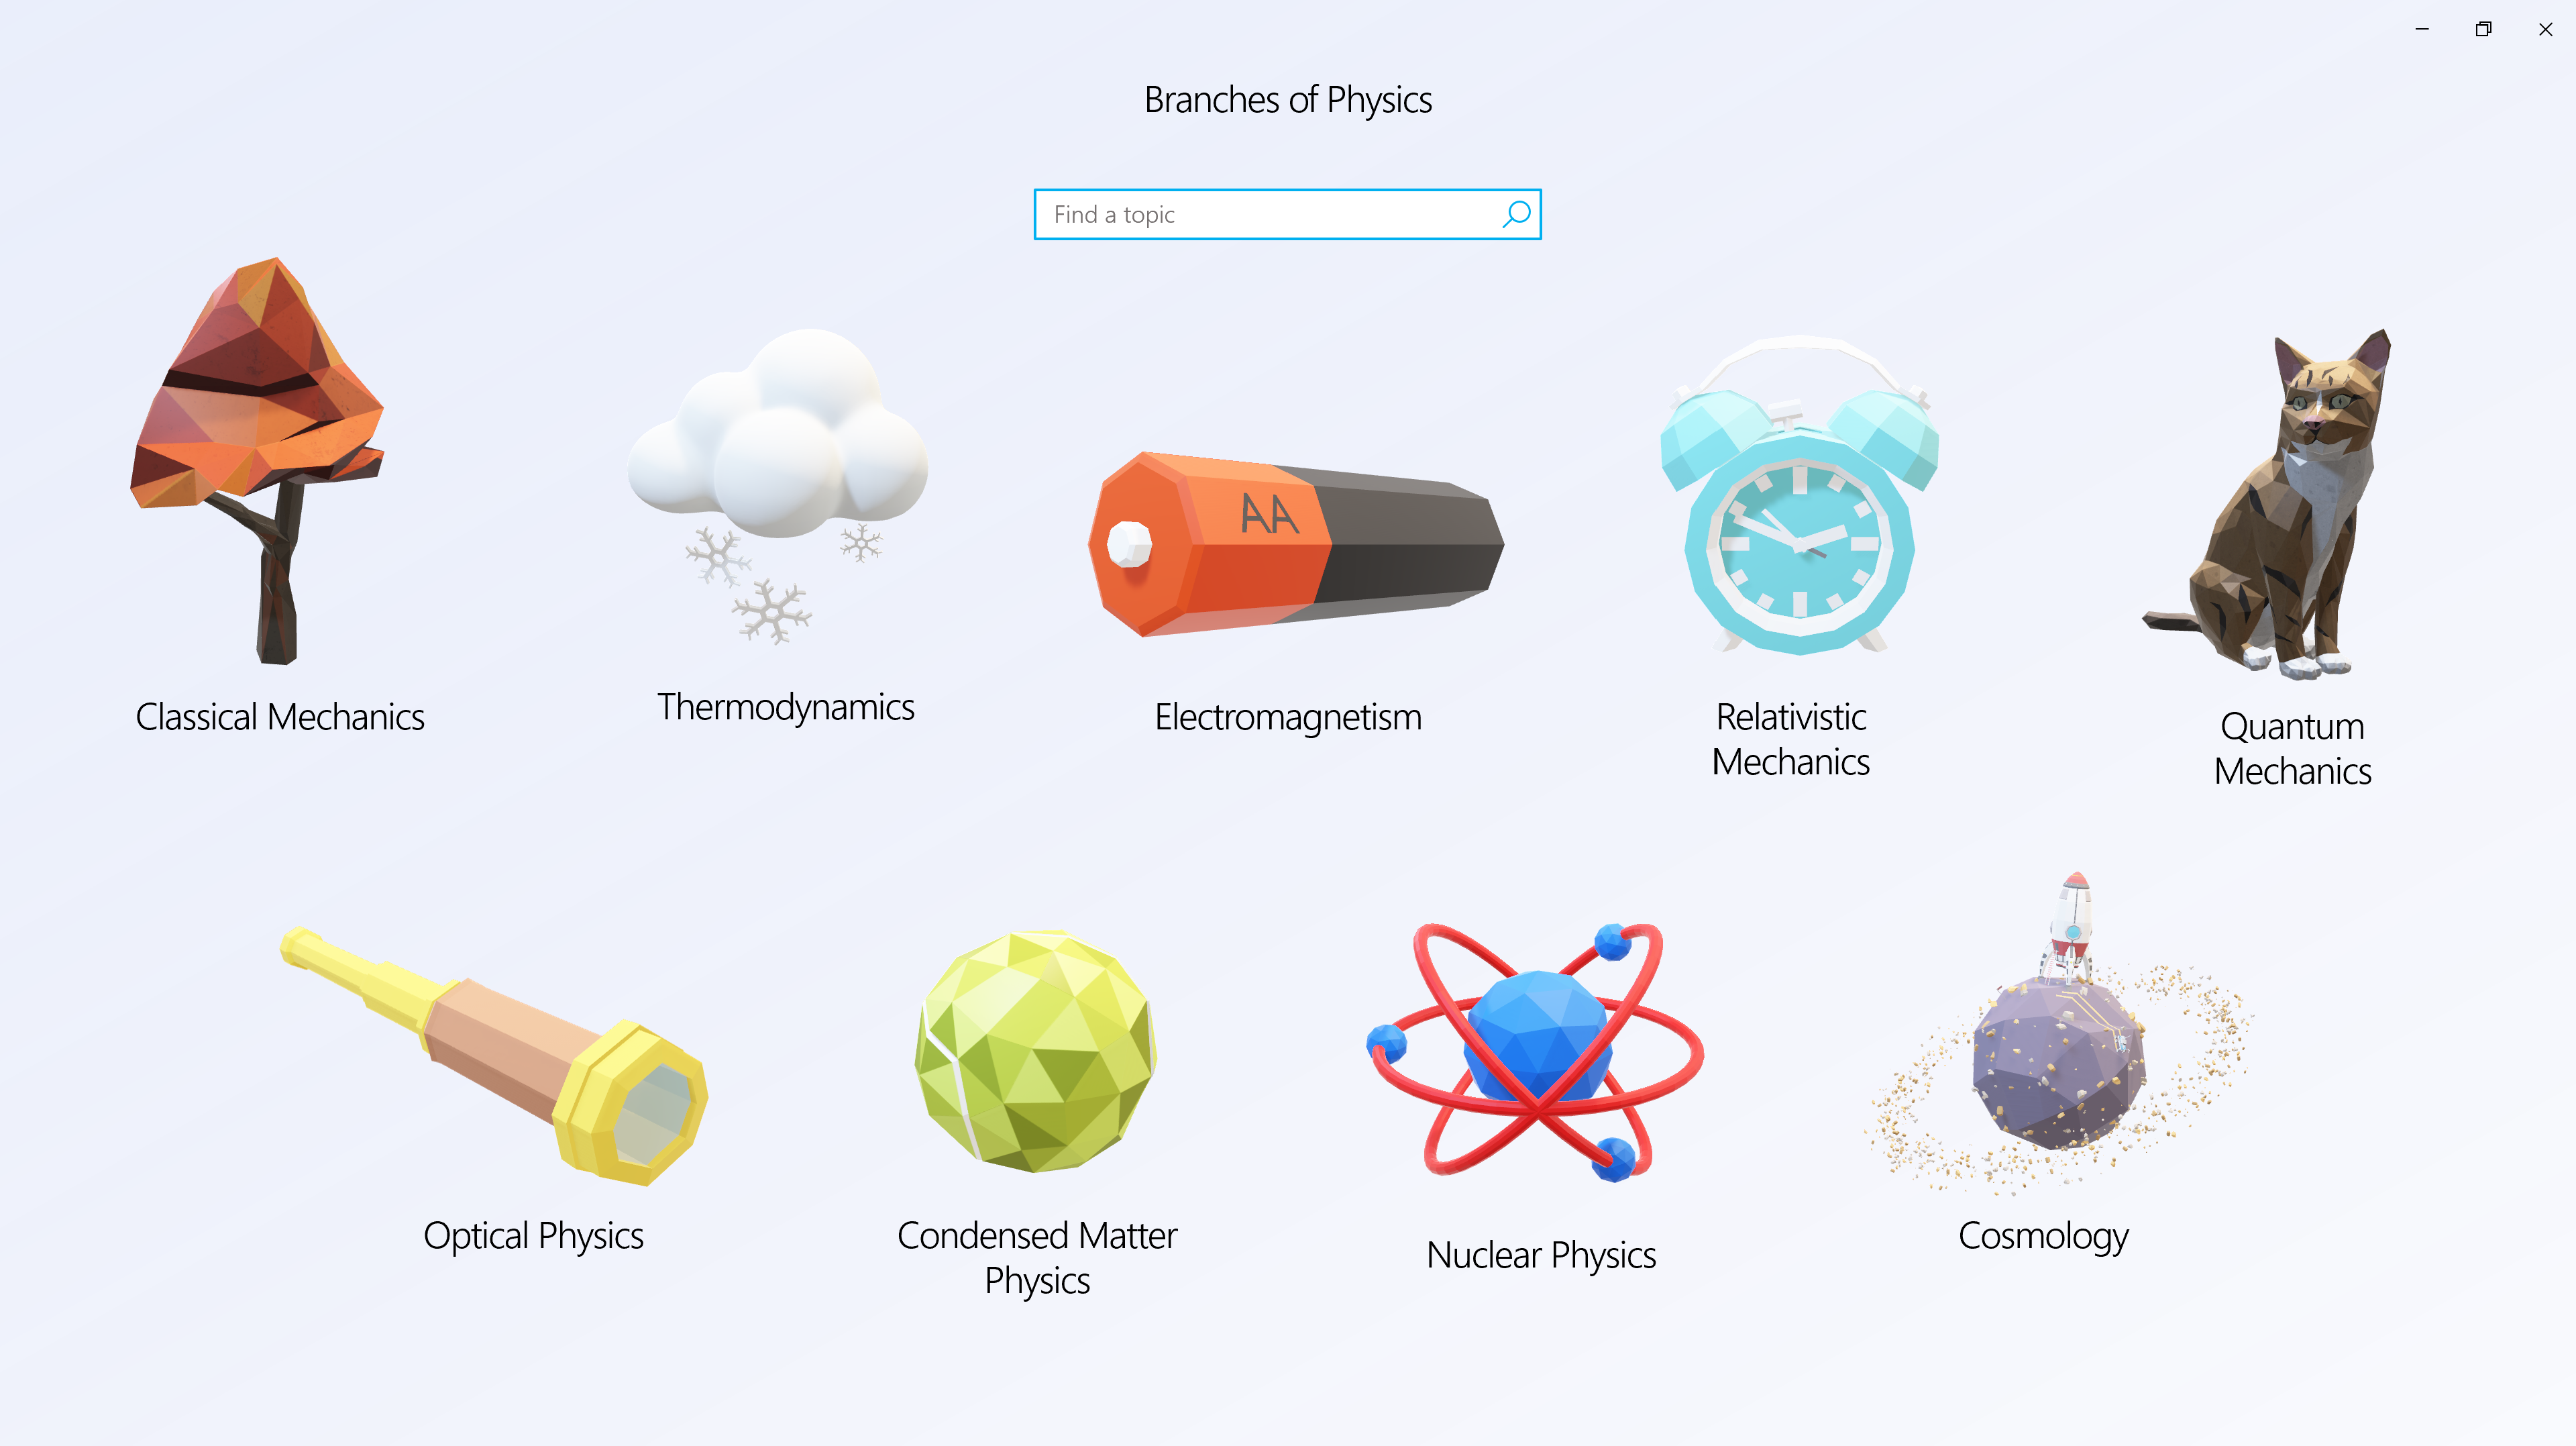 Branches of Physics
Find a topic
AA
Classical Mechanics
Thermodynamics
Electromagnetism
Relativistic
Mechanics
Quantum
Mechanics
Optical Physics
Condensed Matter
Physics
Nuclear Physics
Cosmology